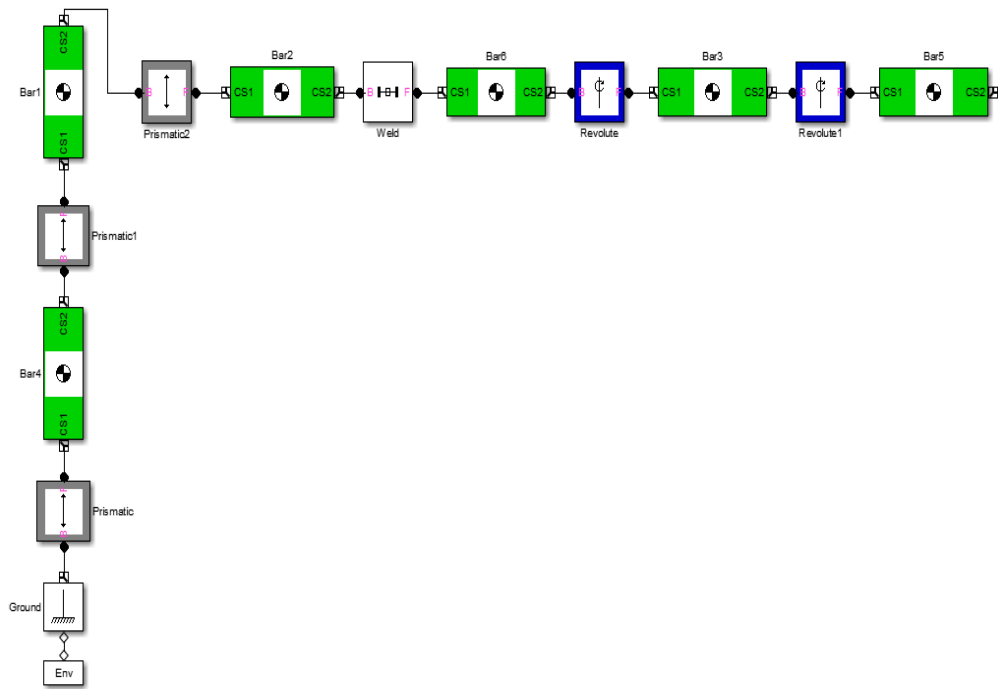 CS2
Bar1
CS1
B
F
Prismatic2
Bar2
CS1
CS2
B
F
Weld
Bar6
CS1
CS2
B
F
Revolute
Bar3
CS1
CS2
B
F
Revolute1
Bar5
CS1
CS2
F
Prismatic1
B
CS2
Bar4
CS1
F
Prismatic
B
Ground
Env